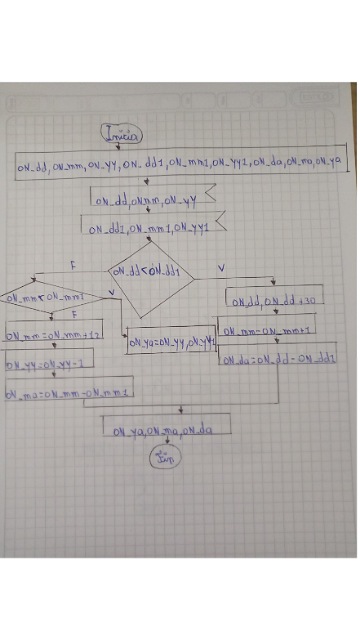 Inicio
ON_dd, ON_mm, ON_yy, ON_dd1, ON_mm1, ON_yy1, ON_da, ON_ma, ON_ya
ON_dd, ONmm, ON_yy
ON_dd1, ON_mm1, ON_yy1
F
ON_dd<ON_dd1
V
ON_mm<ON_mm1
V
ON_dd, ON_dd+30
F
ON_mm=ON_mm+12
ON_ya=ON_yy, ON_yy1
ON_mm-ON_mm+1
ON_yy=ON_yy-1
ON_da=ON_dd-ON_dd1
ON_ma=ON_mm-ON_mm1
ON_ya, ON_ma, ON_da
Fin